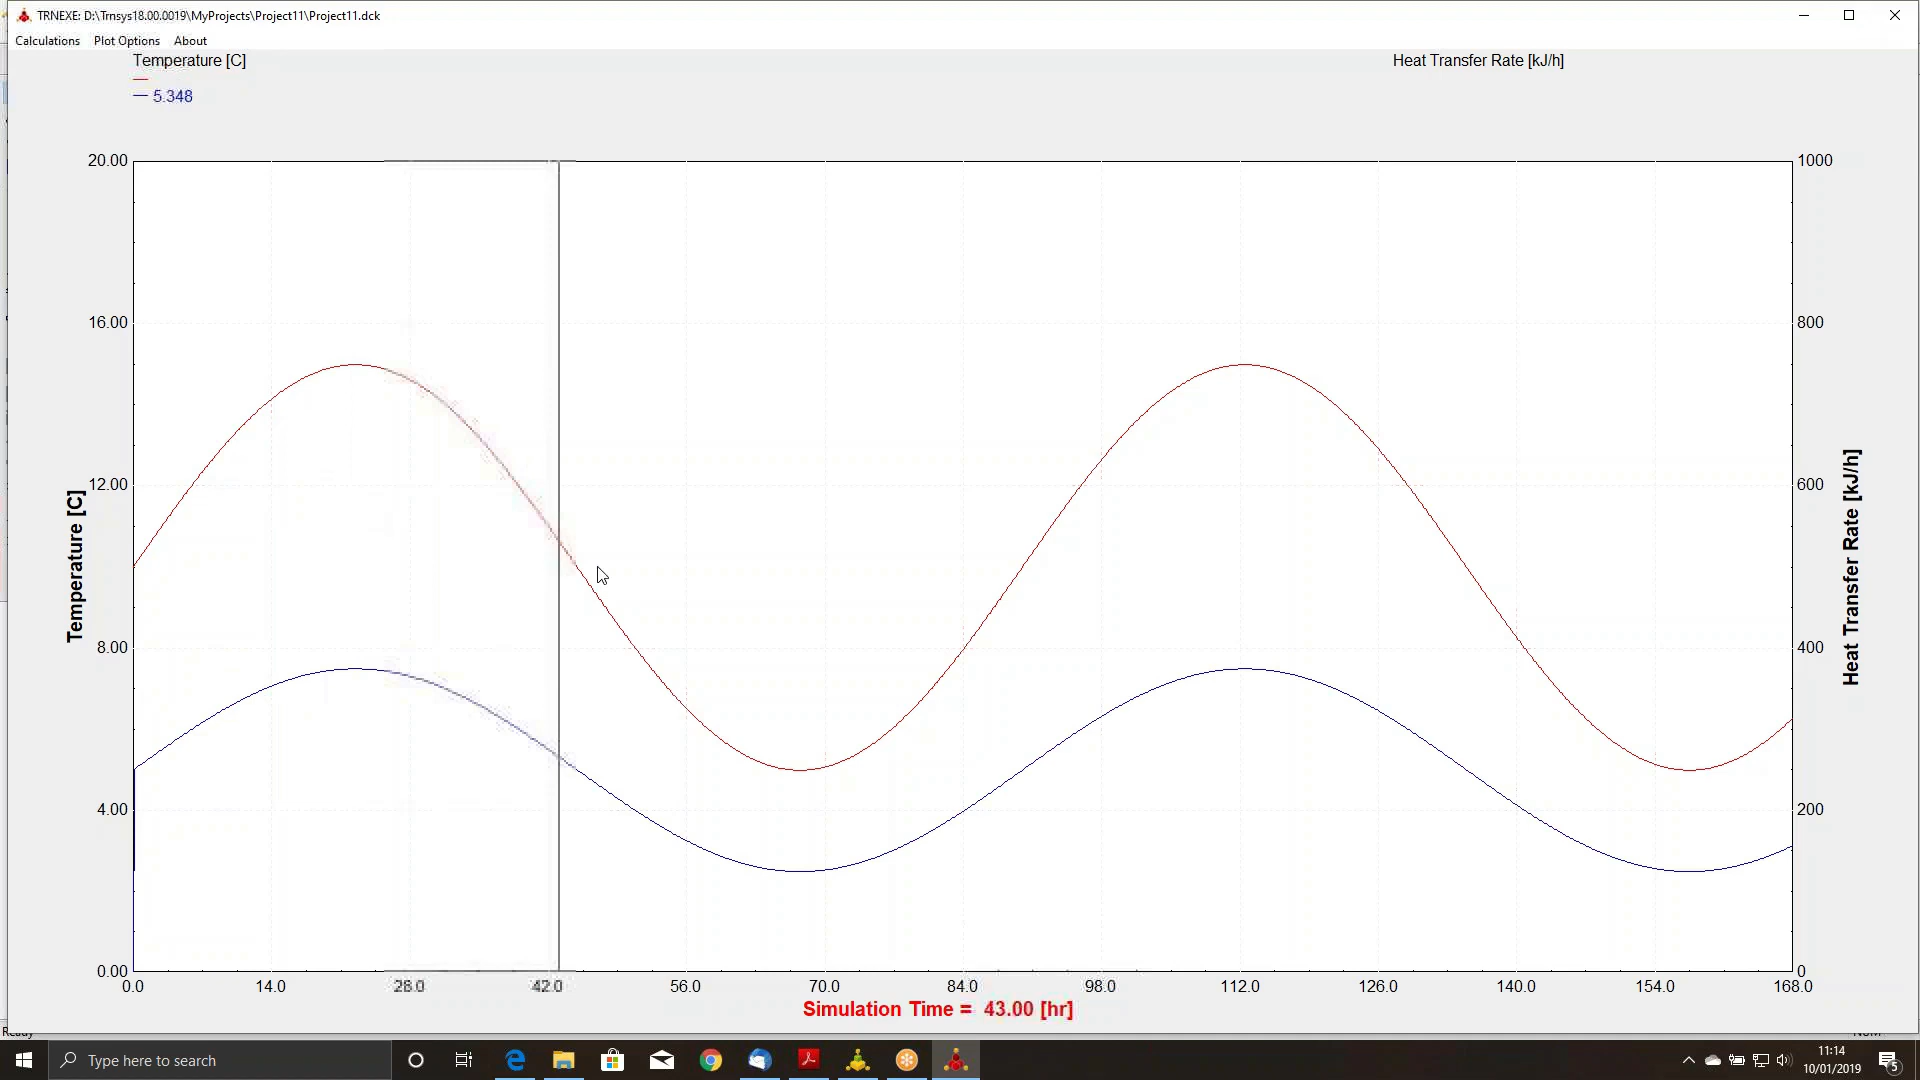 TRNEXE: D:\Trnsys18.00.0019\MyProjects\Project11\Project11.dck
Calculations Plot Options About
Temperature [C]
Heat Transfer Rate [kJ/h]
5.348
20.00
16.00
12.00
8.00
4.00
0.00
Temperature [C]
1000
800
600
400
200
0
Heat Transfer Rate [kJ/h]
0.0 14.0 28.0 42.0 56.0 70.0 84.0 98.0 112.0 126.0 140.0 154.0 168.0
Simulation Time = 43.00 [hr]
Type here to search
11:14
10/01/2019
5